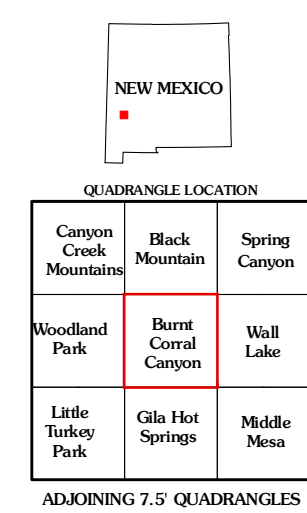 NEW MEXICO
QUADRANGLE LOCATION
Canyon
Creek
Mountains
Black
Mountain
Spring
Canyon
Woodland
Park
Burnt
Corral
Canyon
Wall
Lake
Little
Turkey
Park
Gila Hot
Springs
Middle
Mesa
ADJOINING 7.5' QUADRANGLES